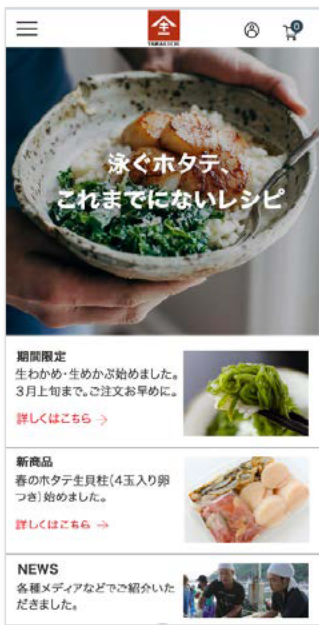 全
0
泳ぐホタテ、
これまでにないレシピ
期間限定
生わかめ・生めかぶ始めました。
3月上旬まで。ご注文お早めに。
詳しくはこちら →
新商品
春のホタテ生貝柱(4玉入り卵
つき)始めました。
詳しくはこちら →
NEWS
各種メディアなどでご紹介いた
だきました。